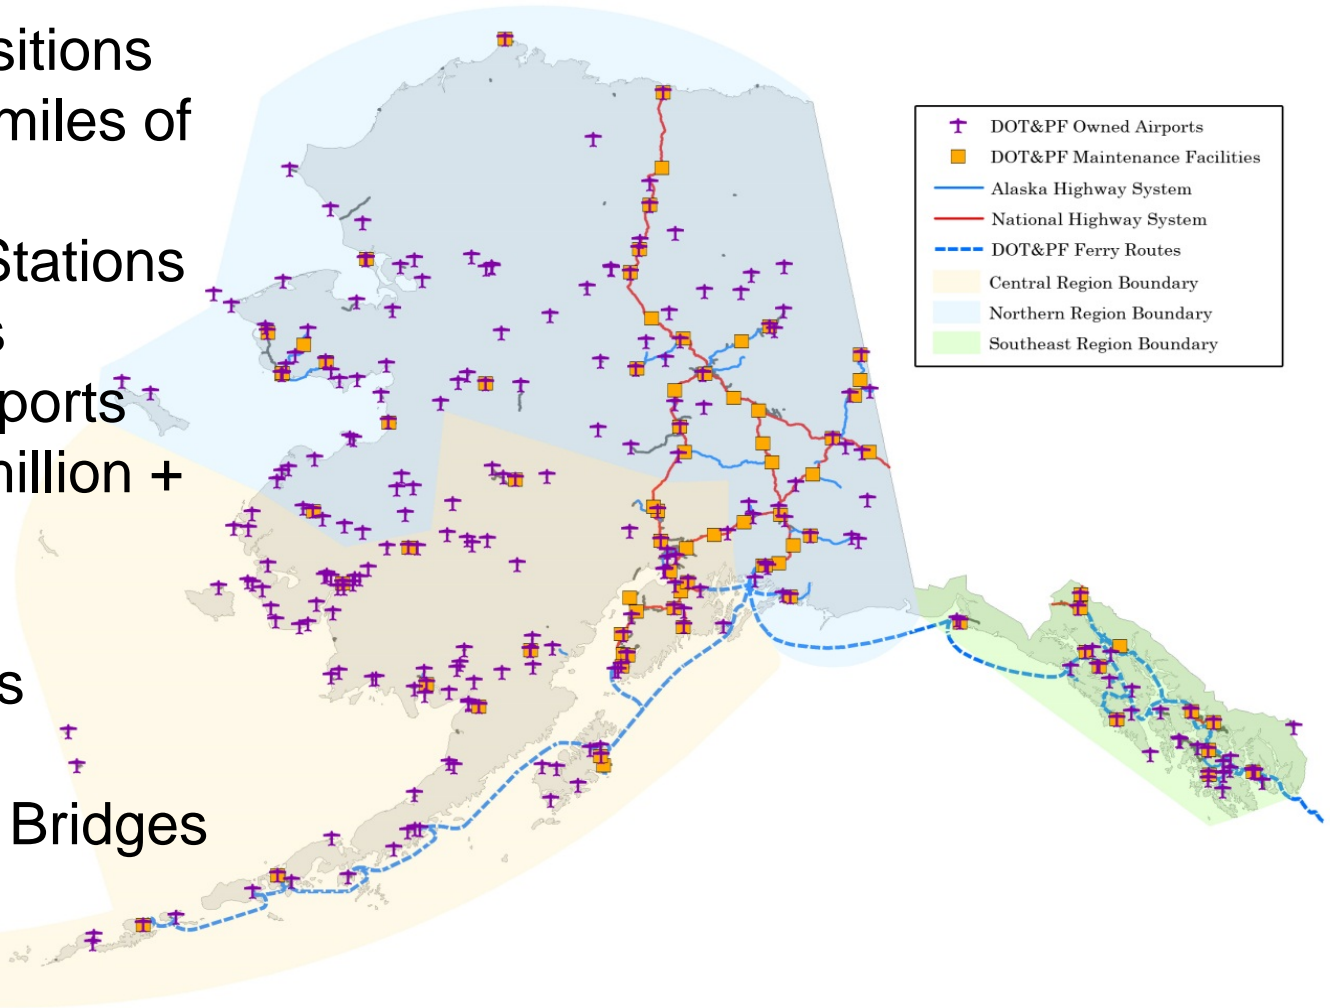 sitions
miles of
Stations
s
ports
illion +
s
Bridges
DOT&PF Owned Airports
DOT&PF Maintenance Facilities
Alaska Highway System
National Highway System
DOT&PF Ferry Routes
Central Region Boundary
Northern Region Boundary
Southeast Region Boundary